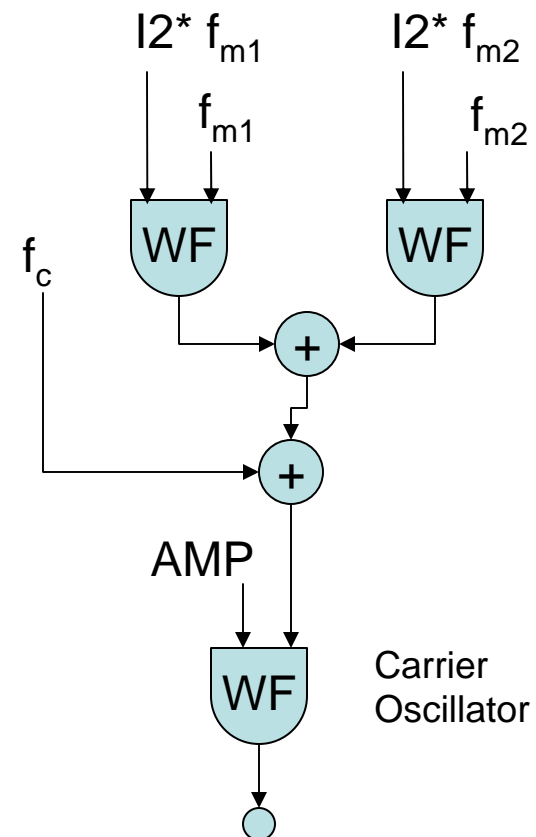 I2* fm1
I2* fm2
fm1
fm2
WF
WF
fc
+
+
AMP
WF
Carrier
Oscillator